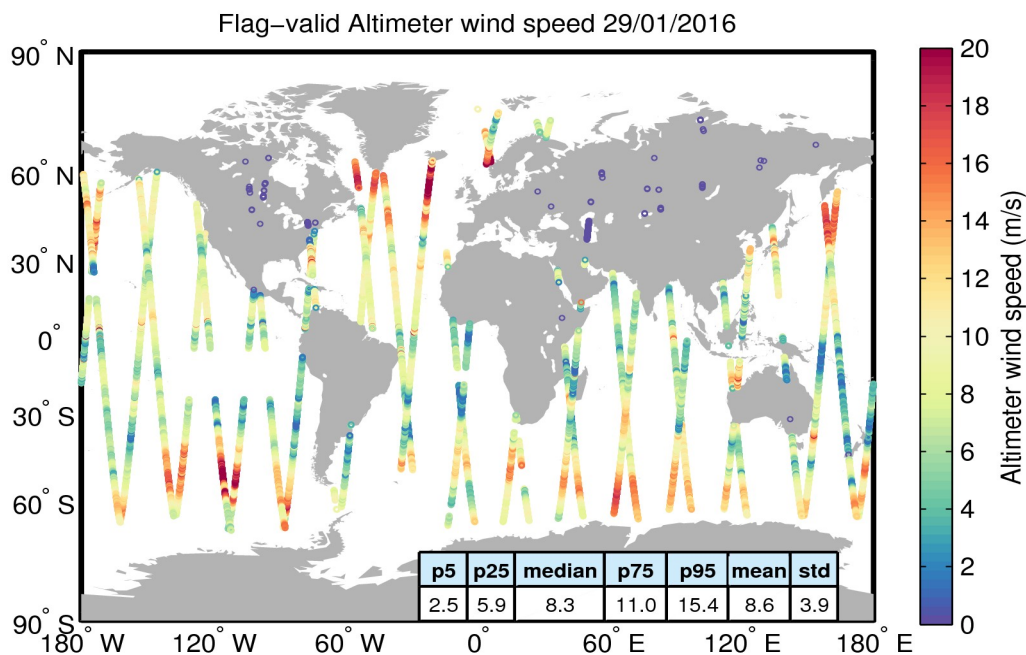 Flag−valid Altimeter wind speed 29/01/2016
90° N
60° N
30° N
0°
30° S
60° S
90° S
180° W
120° W
60° W
0°
60° E
120° E
180° E
p5 p25 median p75 p95 mean std
2.5 5.9 8.3 11.0 15.4 8.6 3.9
20
18
16
14
12
10
8
6
4
2
0
Altimeter wind speed (m/s)